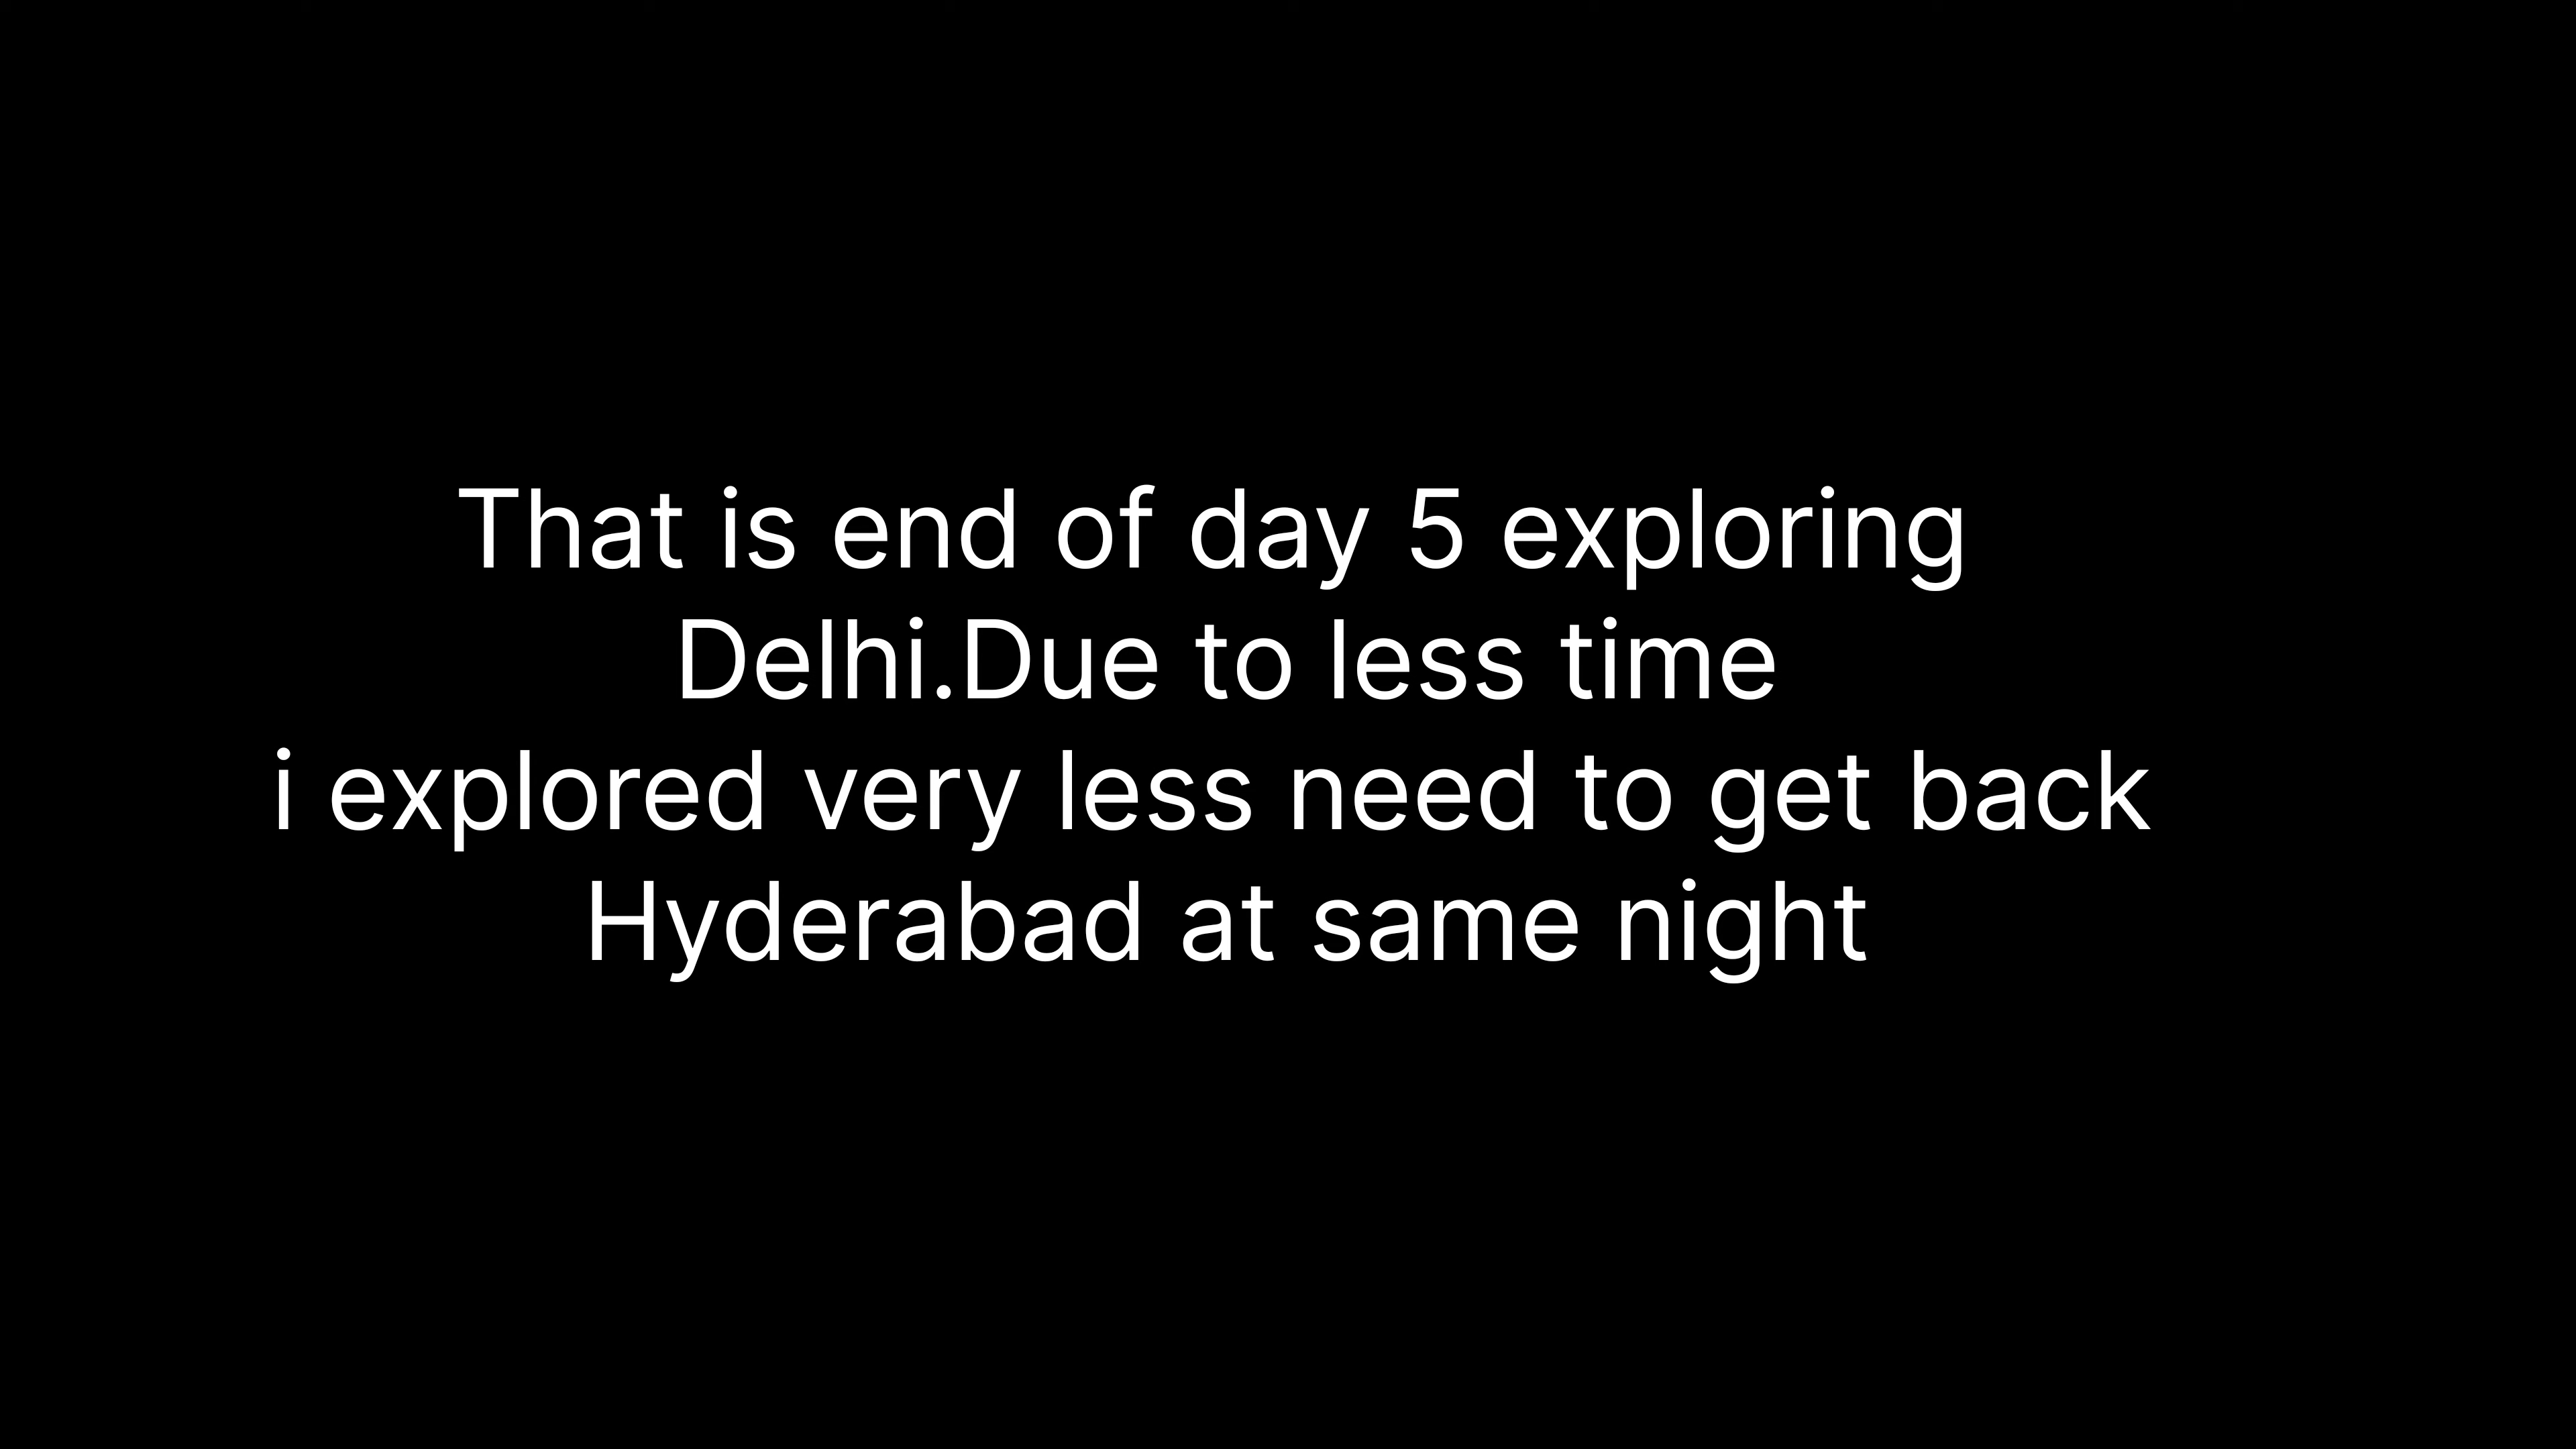 That is end of day 5 exploring
Delhi.Due to less time
i explored very less need to get back
Hyderabad at same night